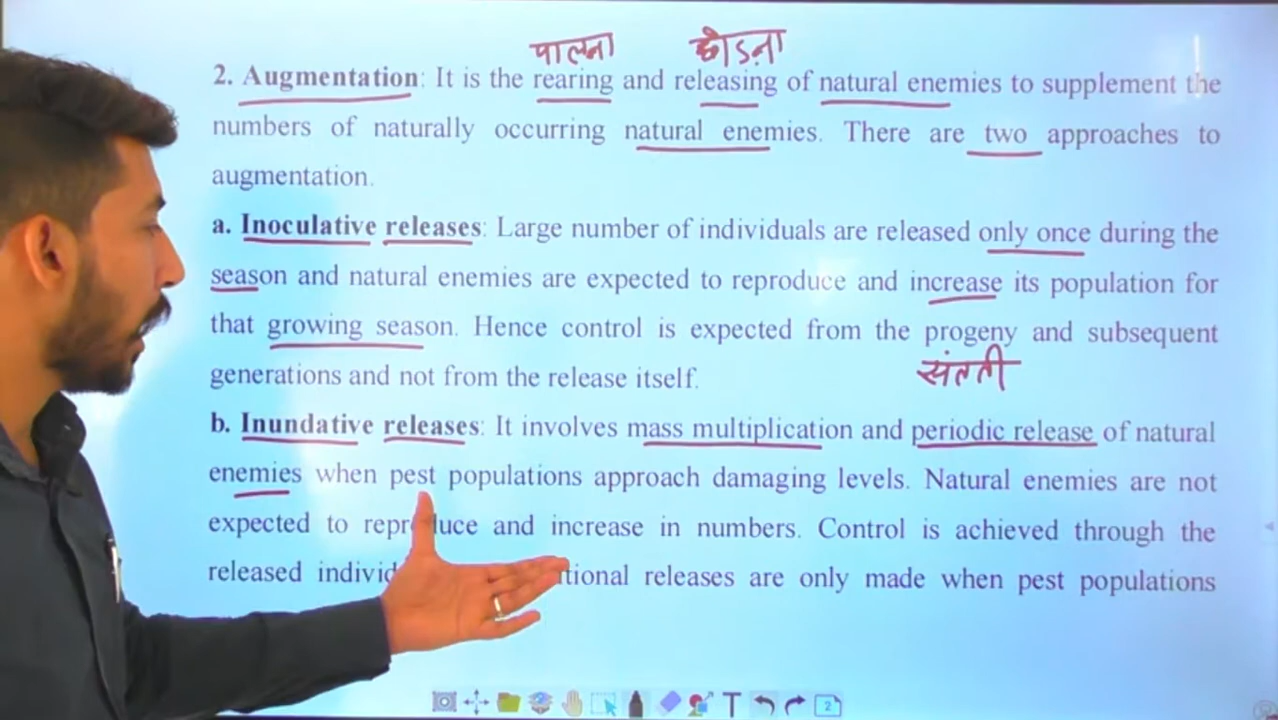 पालना छोडना
2. Augmentation: It is the rearing and releasing of natural enemies to supplement the
numbers of naturally occurring natural enemies. There are two approaches to
augmentation.
a. Inoculative releases: Large number of individuals are released only once during the
season and natural enemies are expected to reproduce and increase its population for
that growing season. Hence control is expected from the progeny and subsequent
generations and not from the release itself.
संतती
b. Inundative releases: It involves mass multiplication and periodic release of natural
enemies when pest populations approach damaging levels. Natural enemies are not
expected to reproduce and increase in numbers. Control is achieved through the
released releases are only made when pest populations
T 2